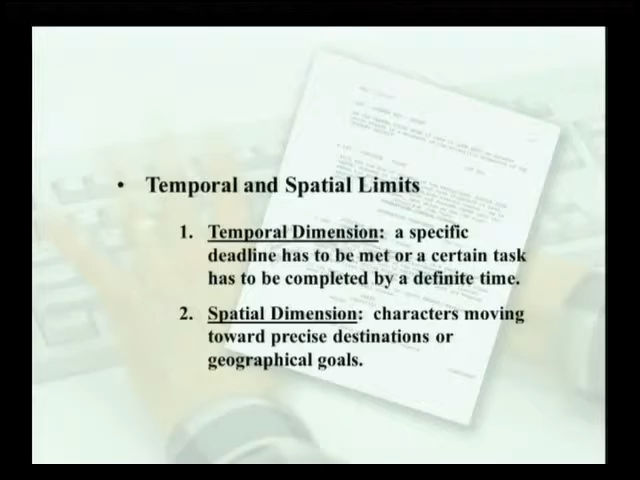 • Temporal and Spatial Limits
1. Temporal Dimension: a specific
deadline has to be met or a certain task
has to be completed by a definite time.
2. Spatial Dimension: characters moving
toward precise destinations or
geographical goals.